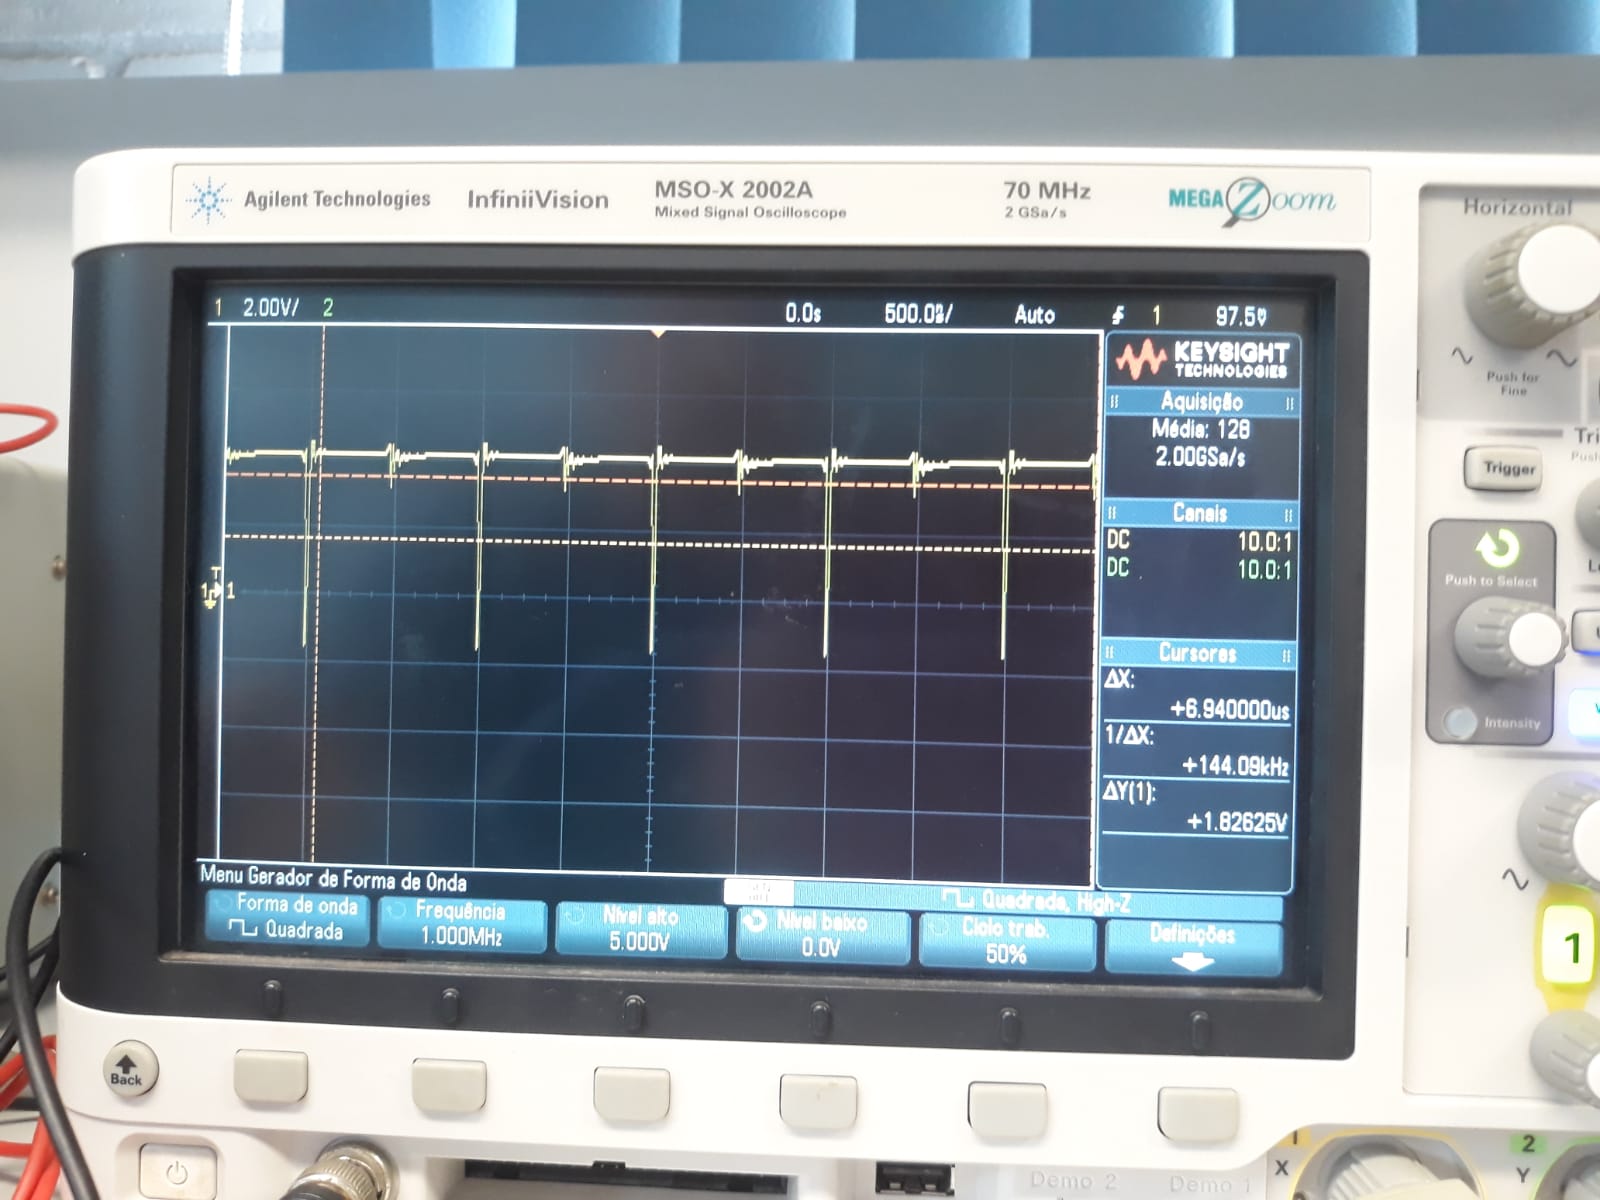 Agilent Technologies InfiniiVision MSO-X 2002A 70 MHz MEGA Zoom
Mixed Signal Oscilloscope 2 GSa/s
Horizontal
1 2.00V/ 2 0.0s 500.0ns/ Auto 1 97.5
KEYSIGHT
TECHNOLOGIES
Push for
Fine
Aquisição
Média: 128
2.00GSa/s
Trigger
Canais
DC 10.0:1
DC 10.0:1
Push to Select
T
1 1
Cursores
ΔX:
+6.940000us
1/ΔX:
+144.09kHz
ΔY(1):
+1.82625V
Intensity
Menu Gerador de Forma de Onda
Quadrada, High-Z
Forma de onda Frequência Nível alto Nível baixo Ciclo trab. Definições
Quadrada 1.000MHz 5.000V 0.0V 50%
1
Back
1 2
X Y
Demo 2 Demo 1